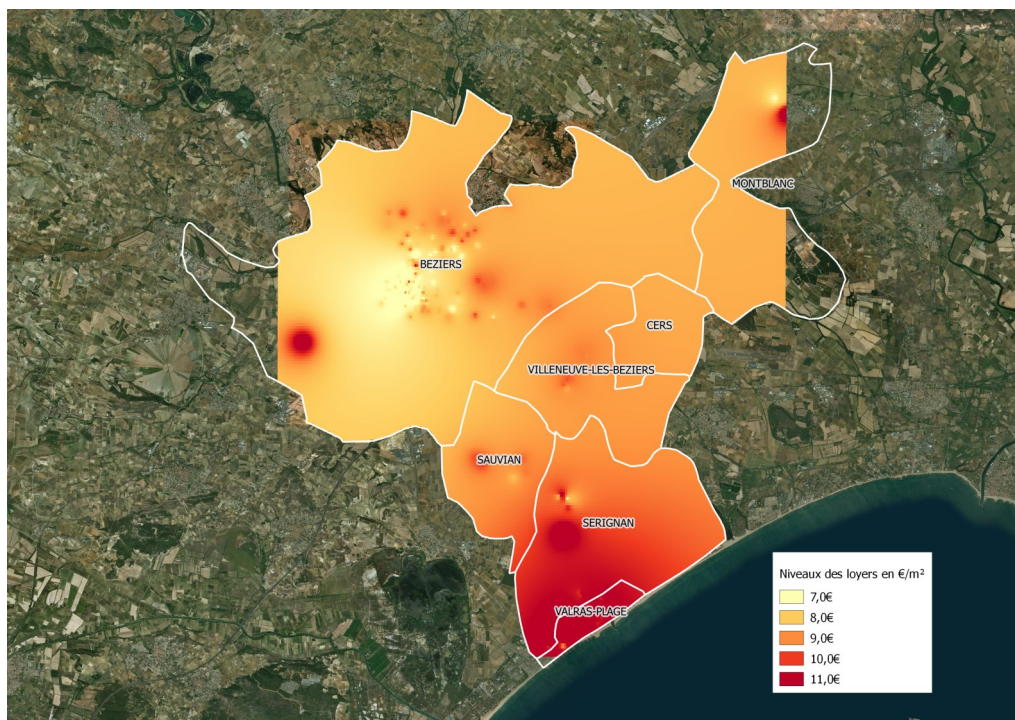 MONTBLANC
BEZIERS
CERS
VILLENEUVE-LES-BEZIERS
SAUVIAN
SERIGNAN
VALRAS-PLAGE
Niveaux des loyers en €/m²
7,0€
8,0€
9,0€
10,0€
11,0€